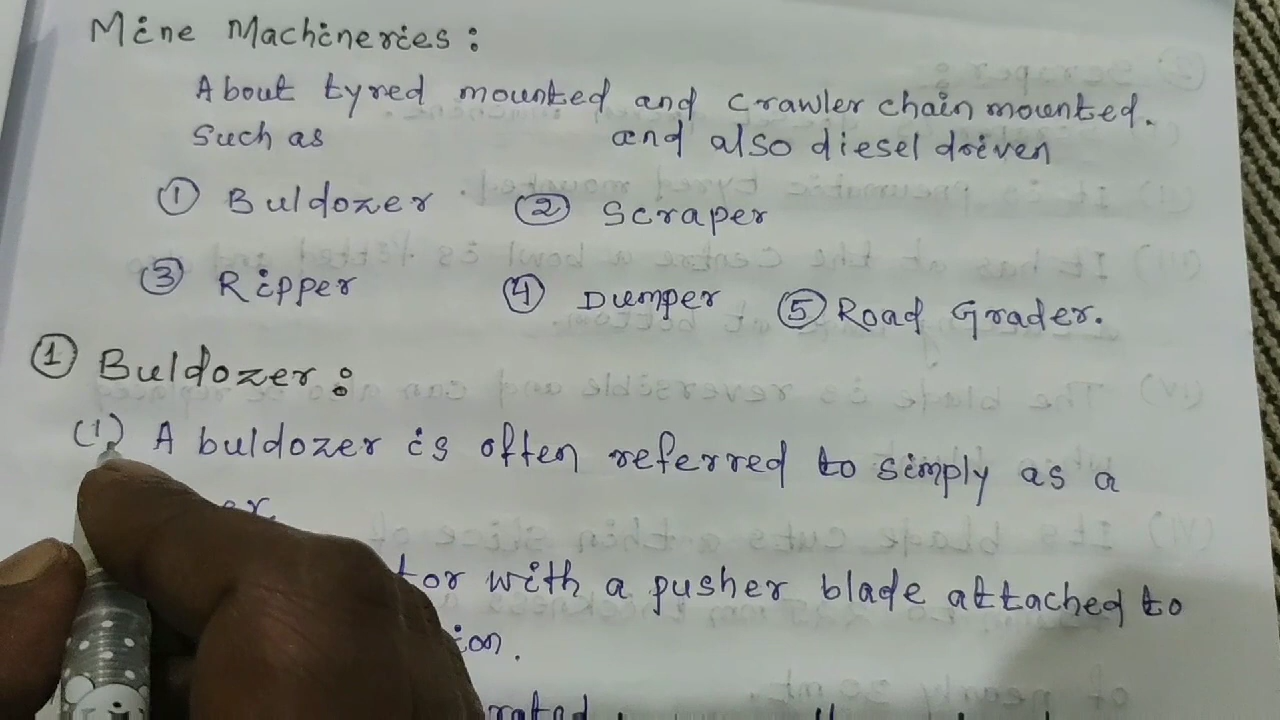 Mine Machineries:
About tyred mounted and crawler chain mounted.
Such as and also diesel driven
① Buldozer ② Scraper
③ Ripper ④ Dumper ⑤ Road Grader.
① Buldozer:
(1) A buldozer is often referred to simply as a
with a pusher blade attached to